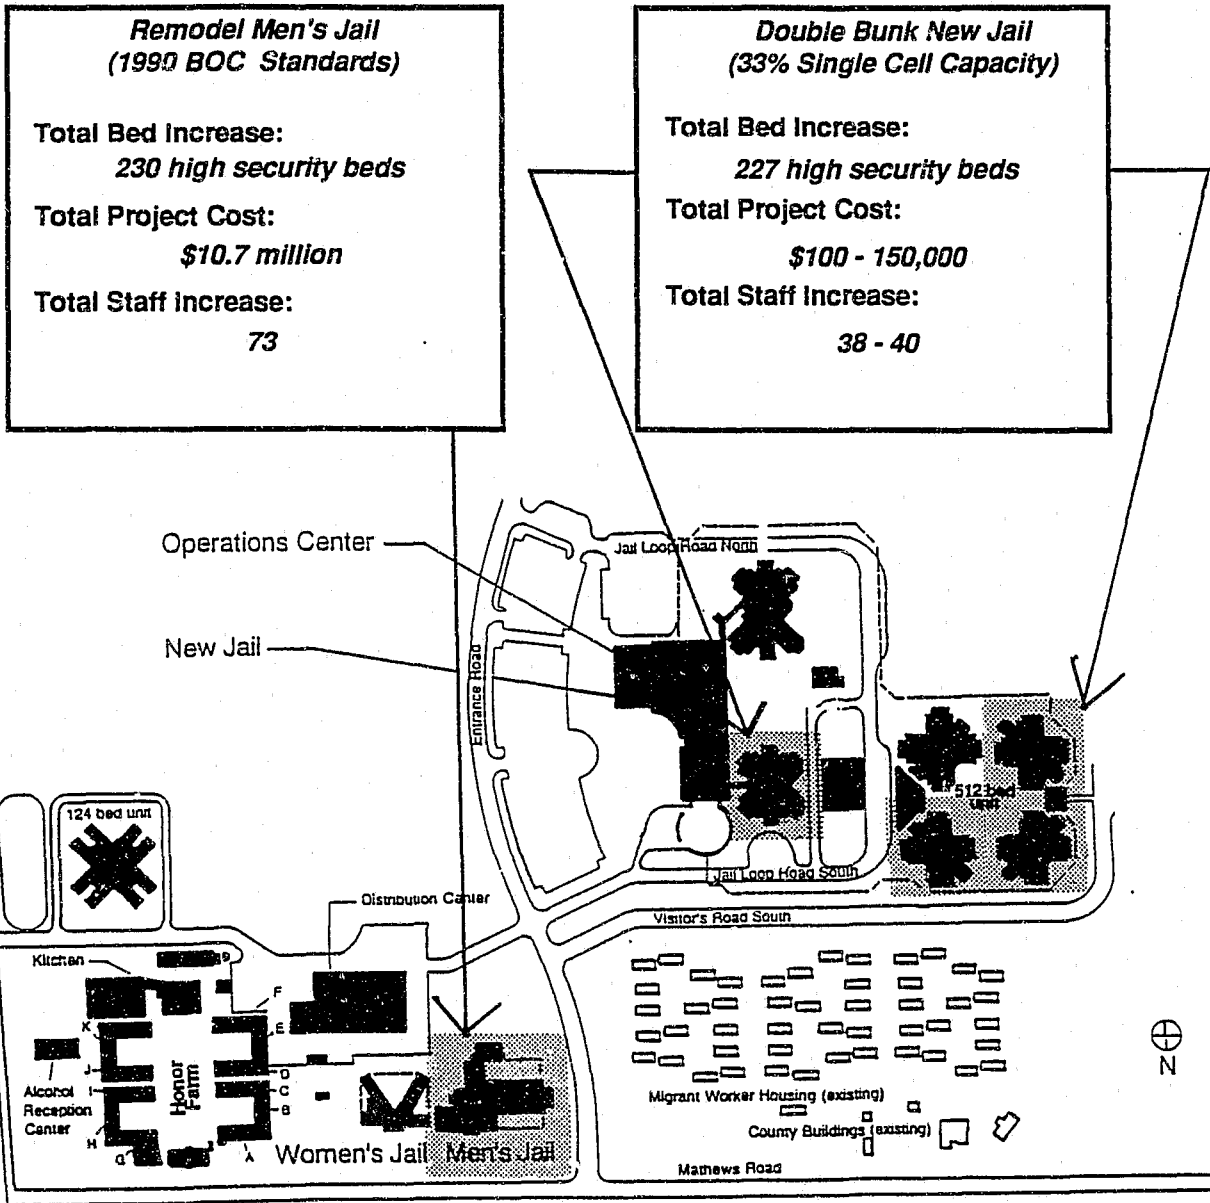 Remodel Men's Jail
(1990 BOC Standards)
Total Bed Increase:
230 high security beds
Total Project Cost:
$10.7 million
Total Staff Increase:
73
Double Bunk New Jail
(33% Single Cell Capacity)
Total Bed Increase:
227 high security beds
Total Project Cost:
$100 - 150,000
Total Staff Increase:
38 - 40
Operations Center
New Jail
Jail Loop Road North
Entrance Road
512 bed
unit
124 bed unit
Jail Loop Road South
Distribution Center
Visitor's Road South
Kitchen
F
K
E
J
D
I
C
B
H
G
A
Alcohol
Reception
Center
Honor
Farm
Women's Jail
Men's Jail
Migrant Worker Housing (existing)
County Buildings (existing)
Mathews Road
N